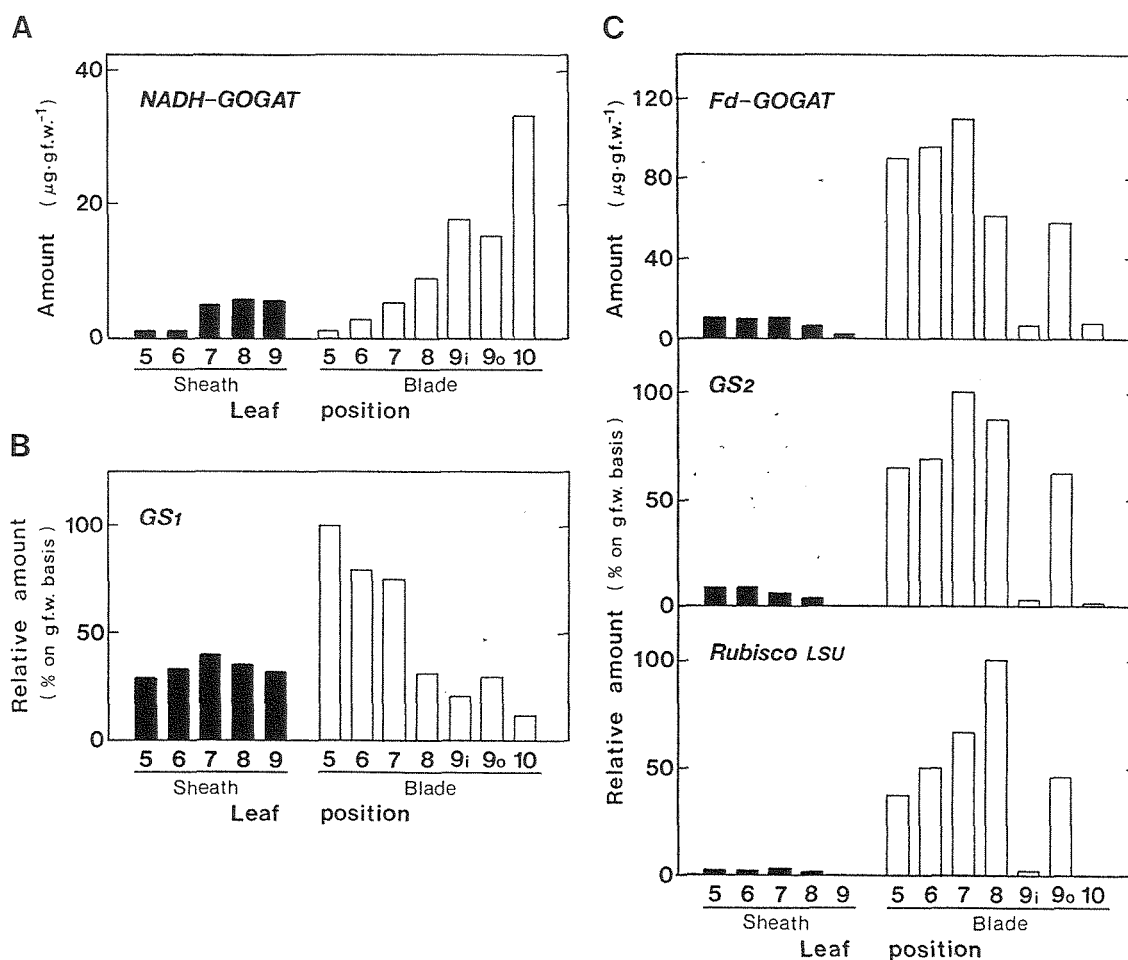 A
NADH-GOGAT
Amount (μg·gf.w.⁻¹)
40
20
0
5 6 7 8 9 5 6 7 8 9i 9o 10
Sheath Blade
Leaf position
B
GS1
Relative amount
(% on gf.w. basis)
100
50
0
5 6 7 8 9 5 6 7 8 9i 9o 10
Sheath Blade
Leaf position
C
Fd-GOGAT
Amount (μg·gf.w.⁻¹)
120
80
40
0
GS2
Relative amount (% on gf.w. basis)
100
50
0
Rubisco LSU
100
50
0
5 6 7 8 9 5 6 7 8 9i 9o 10
Sheath Blade
Leaf position